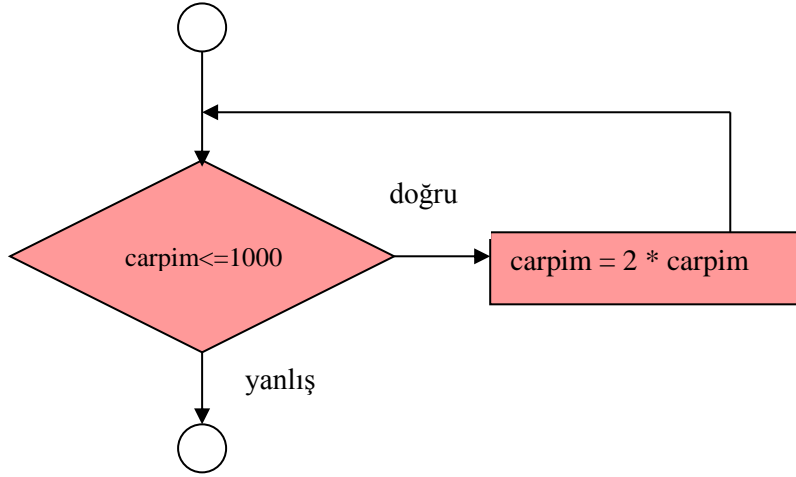 doğru
carpim<=1000
carpim = 2 * carpim
yanlış